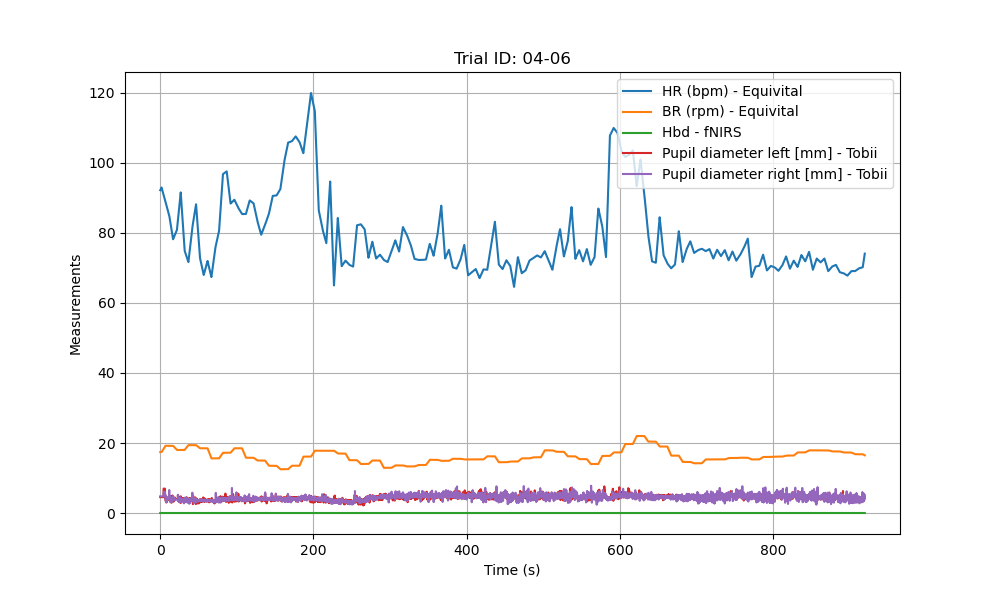 Trial ID: 04-06
HR (bpm) - Equivital
BR (rpm) - Equivital
Hbd - fNIRS
Pupil diameter left [mm] - Tobii
Pupil diameter right [mm] - Tobii
120
100
80
60
40
20
0
Measurements
0 200 400 600 800
Time (s)